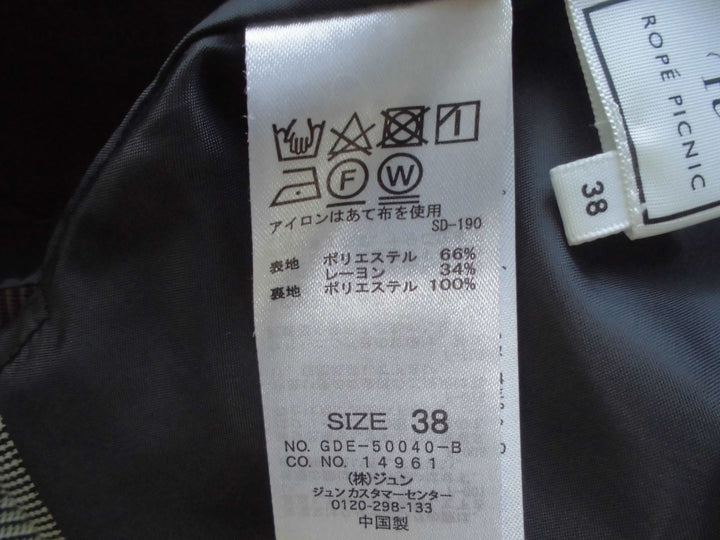 F
W
アイロンはあて布を使用
SD-190
表地 ポリエステル 66%
レーヨン 34%
裏地 ポリエステル 100%
SIZE 38
NO. GDE-50040-B
CO. NO. 14961
(株)ジュン
ジュン カスタマーセンター
0120-298-133
中国製
ROPÉ PICNIC
38